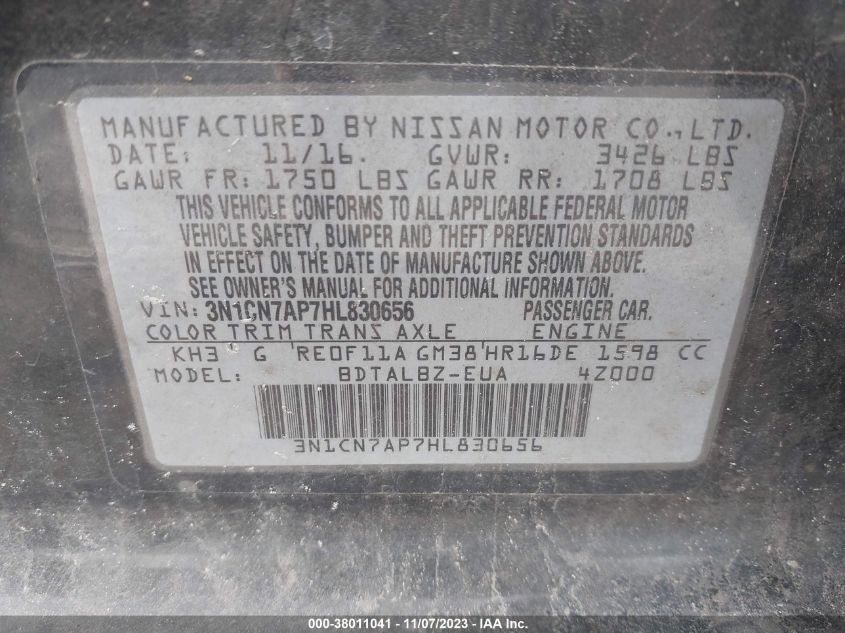 MANUFACTURED BY NISSAN MOTOR CO., LTD.
DATE: 11/16. GVWR: 3426 LBS
GAWR FR: 1750 LBS GAWR RR: 1708 LBS
THIS VEHICLE CONFORMS TO ALL APPLICABLE FEDERAL MOTOR
VEHICLE SAFETY, BUMPER AND THEFT PREVENTION STANDARDS
IN EFFECT ON THE DATE OF MANUFACTURE SHOWN ABOVE.
SEE OWNER'S MANUAL FOR ADDITIONAL INFORMATION.
VIN: 3N1CN7AP7HL830656 PASSENGER CAR.
COLOR TRIM TRANS AXLE ENGINE
KH3 G RE0F11A GM38 HR16DE 1598 CC
MODEL: BDTALBZ-EUA 4Z000
3N1CN7AP7HL830656
000-38011041 - 11/07/2023 - IAA Inc.